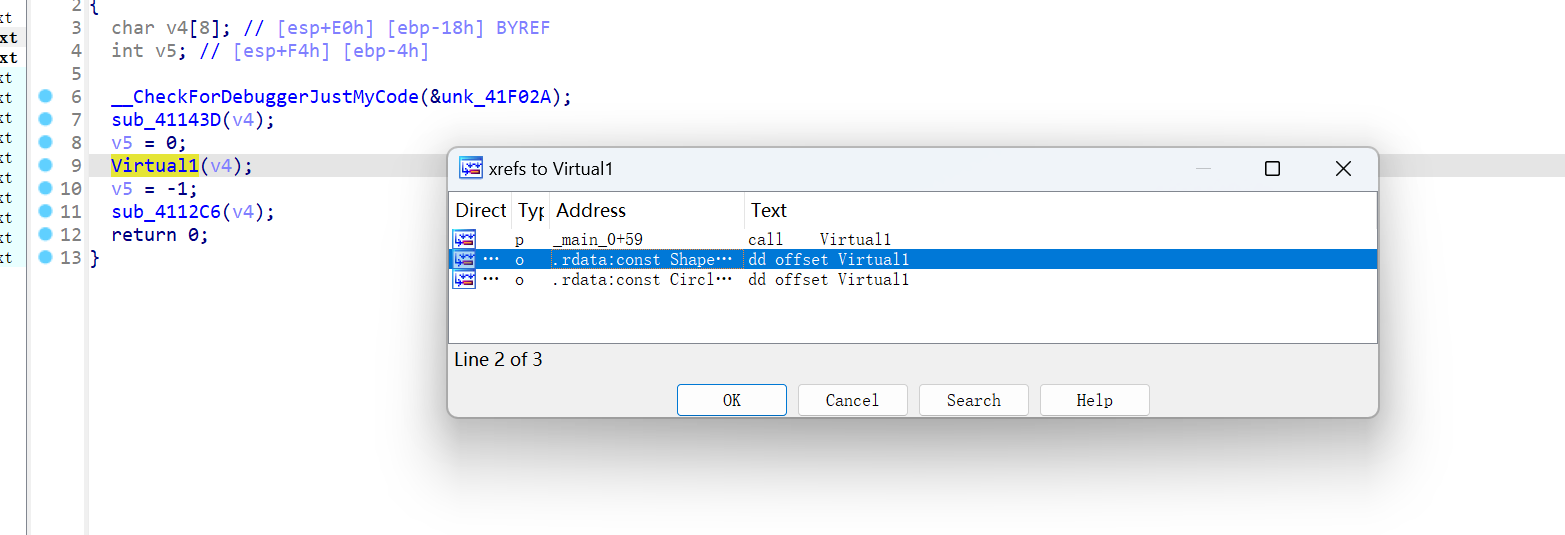 xt
xt
xt
xt
xt
xt
xt
xt
xt
xt
xt
xt
xt
2 {
3 char v4[8]; // [esp+E0h] [ebp-18h] BYREF
4 int v5; // [esp+F4h] [ebp-4h]
5
6 __CheckForDebuggerJustMyCode(&unk_41F02A);
7 sub_41143D(v4);
8 v5 = 0;
9 Virtual1(v4);
10 v5 = -1;
11 sub_4112C6(v4);
12 return 0;
13 }
xrefs to Virtual1
Direct Typ Address Text
p _main_0+59 call Virtual1
… o .rdata:const Shape… dd offset Virtual1
… o .rdata:const Circl… dd offset Virtual1
Line 2 of 3
OK Cancel Search Help